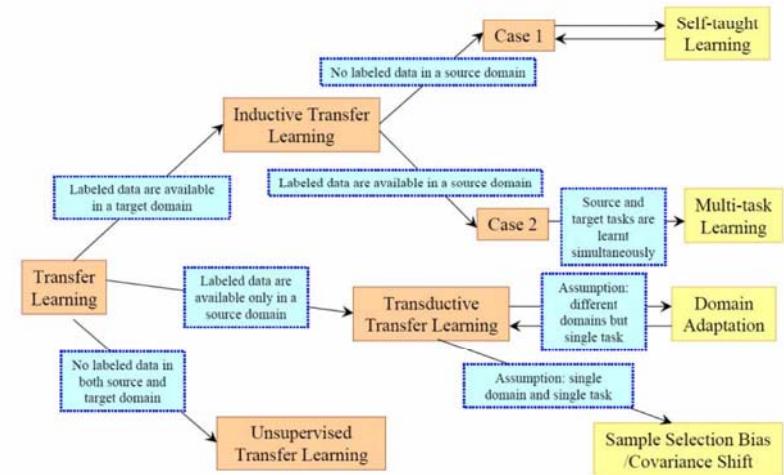 Case 1
Self-taught
Learning
No labeled data in a source domain
Inductive Transfer
Learning
Labeled data are available
in a target domain
Labeled data are available in a source domain
Case 2
Source and
target tasks are
learnt
simultaneously
Multi-task
Learning
Transfer
Learning
Labeled data are
available only in a
source domain
Transductive
Transfer Learning
Assumption:
different
domains but
single task
Domain
Adaptation
No labeled data in
both source and
target domain
Assumption: single
domain and single task
Unsupervised
Transfer Learning
Sample Selection Bias
/Covariance Shift